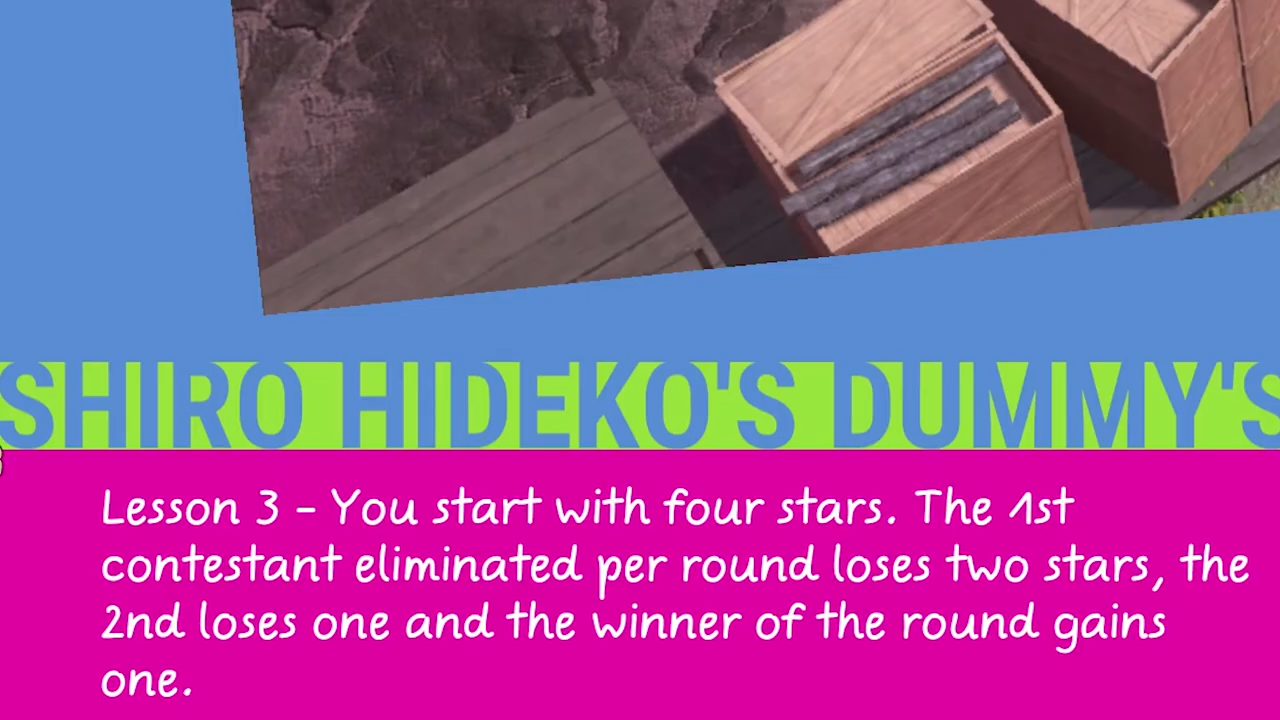 SHIRO HIDEKO'S DUMMY'S
Lesson 3 - You start with four stars. The 1st
contestant eliminated per round loses two stars, the
2nd loses one and the winner of the round gains
one.